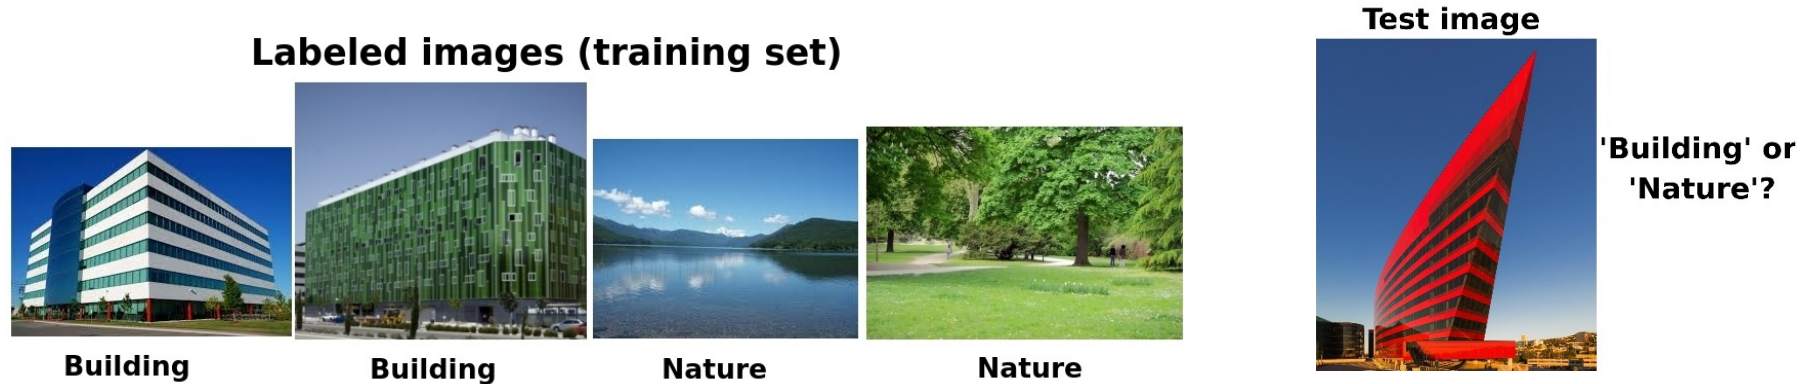 Labeled images (training set)
Building
Building
Nature
Nature
Test image
'Building' or
'Nature'?